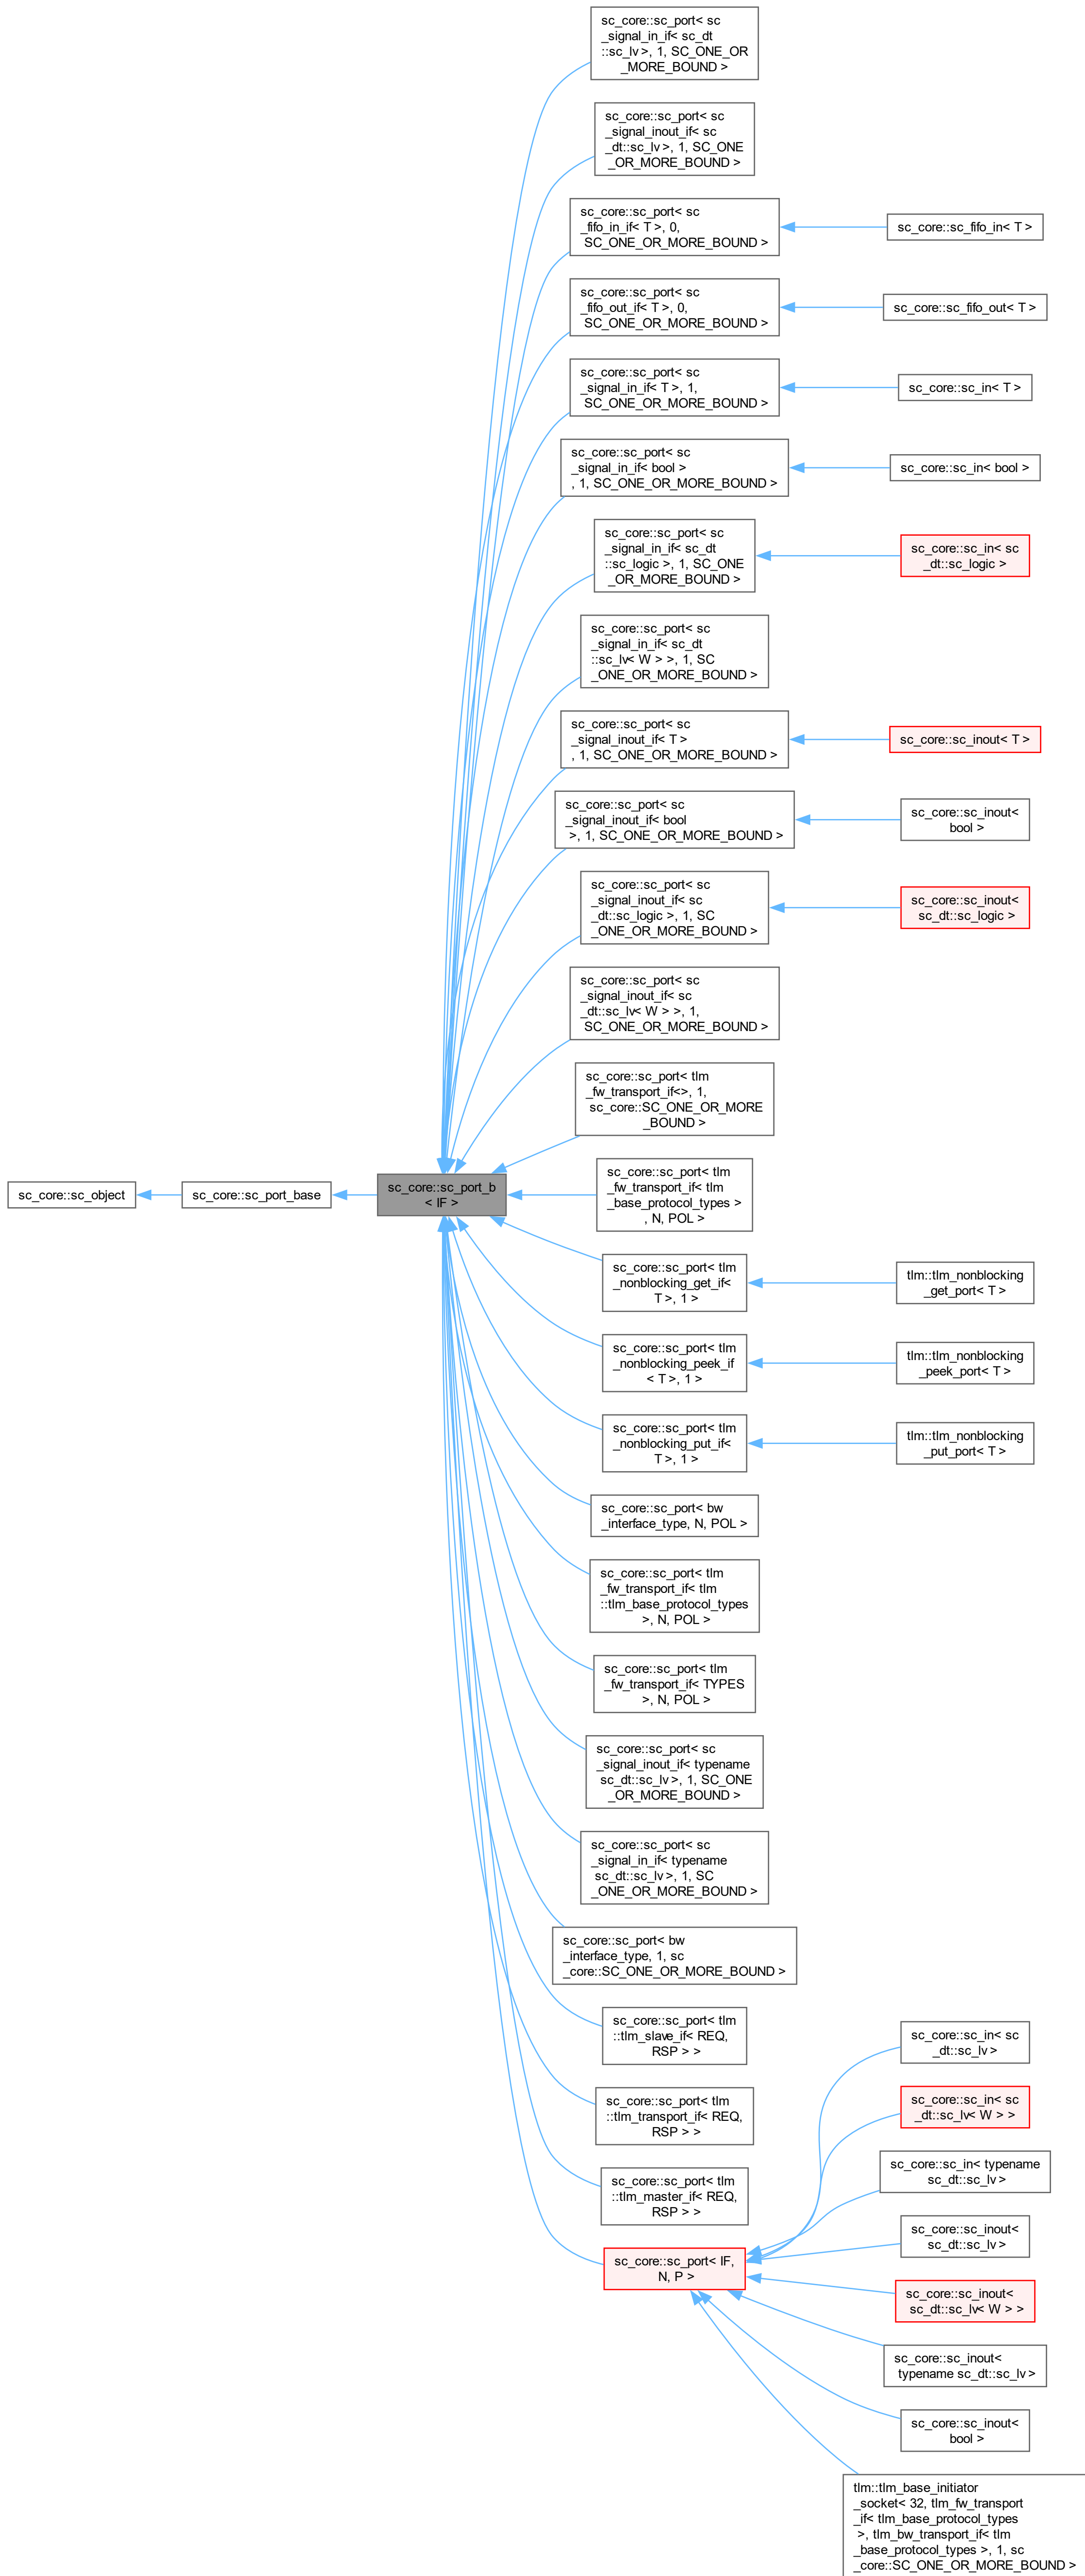 sc_core::sc_object
sc_core::sc_port_base
sc_core::sc_port_b
< IF >
sc_core::sc_port< sc
_signal_in_if< sc_dt
::sc_lv >, 1, SC_ONE_OR
_MORE_BOUND >
sc_core::sc_port< sc
_signal_inout_if< sc
_dt::sc_lv >, 1, SC_ONE
_OR_MORE_BOUND >
sc_core::sc_port< sc
_fifo_in_if< T >, 0,
SC_ONE_OR_MORE_BOUND >
sc_core::sc_fifo_in< T >
sc_core::sc_port< sc
_fifo_out_if< T >, 0,
SC_ONE_OR_MORE_BOUND >
sc_core::sc_fifo_out< T >
sc_core::sc_port< sc
_signal_in_if< T >, 1,
SC_ONE_OR_MORE_BOUND >
sc_core::sc_in< T >
sc_core::sc_port< sc
_signal_in_if< bool >
, 1, SC_ONE_OR_MORE_BOUND >
sc_core::sc_in< bool >
sc_core::sc_port< sc
_signal_in_if< sc_dt
::sc_logic >, 1, SC_ONE
_OR_MORE_BOUND >
sc_core::sc_in< sc
_dt::sc_logic >
sc_core::sc_port< sc
_signal_in_if< sc_dt
::sc_lv< W > >, 1, SC
_ONE_OR_MORE_BOUND >
sc_core::sc_port< sc
_signal_inout_if< T >
, 1, SC_ONE_OR_MORE_BOUND >
sc_core::sc_inout< T >
sc_core::sc_port< sc
_signal_inout_if< bool
>, 1, SC_ONE_OR_MORE_BOUND >
sc_core::sc_inout<
bool >
sc_core::sc_port< sc
_signal_inout_if< sc
_dt::sc_logic >, 1, SC
_ONE_OR_MORE_BOUND >
sc_core::sc_inout<
sc_dt::sc_logic >
sc_core::sc_port< sc
_signal_inout_if< sc
_dt::sc_lv< W > >, 1,
SC_ONE_OR_MORE_BOUND >
sc_core::sc_port< tlm
_fw_transport_if<>, 1,
sc_core::SC_ONE_OR_MORE
_BOUND >
sc_core::sc_port< tlm
_fw_transport_if< tlm
_base_protocol_types >
, N, POL >
sc_core::sc_port< tlm
_nonblocking_get_if<
T >, 1 >
tlm::tlm_nonblocking
_get_port< T >
sc_core::sc_port< tlm
_nonblocking_peek_if
< T >, 1 >
tlm::tlm_nonblocking
_peek_port< T >
sc_core::sc_port< tlm
_nonblocking_put_if<
T >, 1 >
tlm::tlm_nonblocking
_put_port< T >
sc_core::sc_port< bw
_interface_type, N, POL >
sc_core::sc_port< tlm
_fw_transport_if< tlm
::tlm_base_protocol_types
>, N, POL >
sc_core::sc_port< tlm
_fw_transport_if< TYPES
>, N, POL >
sc_core::sc_port< sc
_signal_inout_if< typename
sc_dt::sc_lv >, 1, SC_ONE
_OR_MORE_BOUND >
sc_core::sc_port< sc
_signal_in_if< typename
sc_dt::sc_lv >, 1, SC
_ONE_OR_MORE_BOUND >
sc_core::sc_port< bw
_interface_type, 1, sc
_core::SC_ONE_OR_MORE_BOUND >
sc_core::sc_port< tlm
::tlm_slave_if< REQ,
RSP > >
sc_core::sc_port< tlm
::tlm_transport_if< REQ,
RSP > >
sc_core::sc_port< tlm
::tlm_master_if< REQ,
RSP > >
sc_core::sc_port< IF,
N, P >
sc_core::sc_in< sc
_dt::sc_lv >
sc_core::sc_in< sc
_dt::sc_lv< W > >
sc_core::sc_in< typename
sc_dt::sc_lv >
sc_core::sc_inout<
sc_dt::sc_lv >
sc_core::sc_inout<
sc_dt::sc_lv< W > >
sc_core::sc_inout<
typename sc_dt::sc_lv >
sc_core::sc_inout<
bool >
tlm::tlm_base_initiator
_socket< 32, tlm_fw_transport
_if< tlm_base_protocol_types
>, tlm_bw_transport_if< tlm
_base_protocol_types >, 1, sc
_core::SC_ONE_OR_MORE_BOUND >